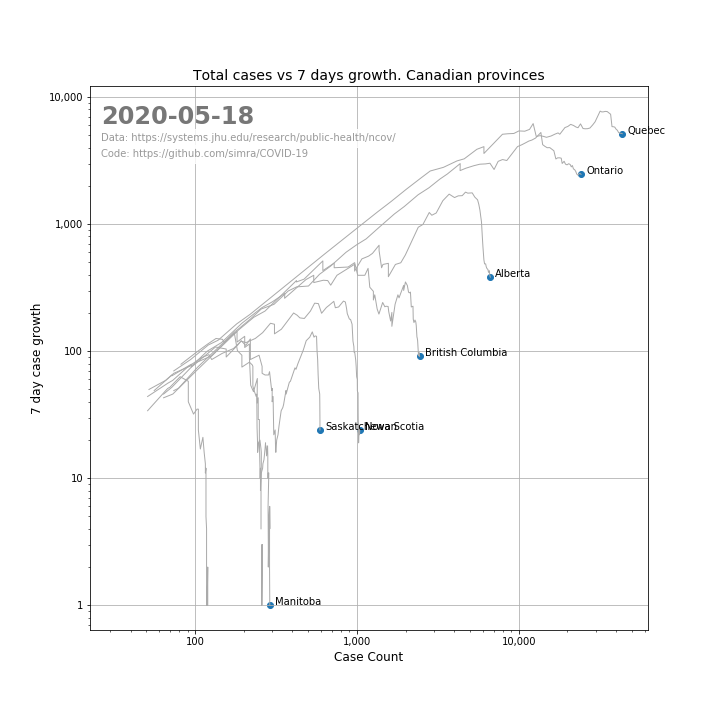 Total cases vs 7 days growth. Canadian provinces
10,000
2020-05-18
Data: https://systems.jhu.edu/research/public-health/ncov/
Code: https://github.com/simra/COVID-19
Quebec
Ontario
1,000
Alberta
7 day case growth
100
British Columbia
Saskatchewan
Nova Scotia
10
1
Manitoba
100
1,000
10,000
Case Count